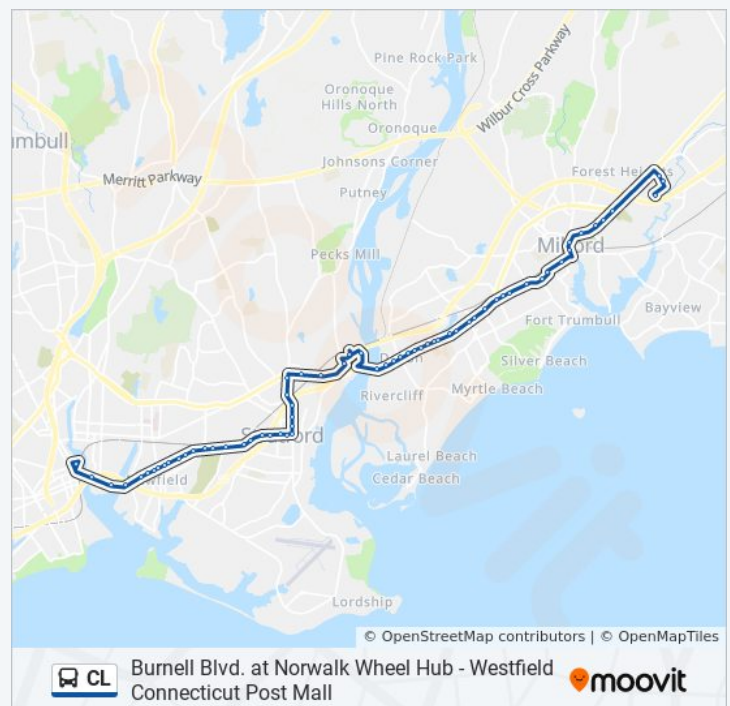 Pine Rock Park
Oronoque
Hills North
Wilbur Cross Parkway
Oronoque
umbull
Johnsons Corner
Merritt Parkway
Forest Heights
Putney
Milford
Pecks Mill
Bayview
Fort Trumbull
Silver Beach
Rivercliff
Myrtle Beach
Laurel Beach
Cedar Beach
Lordship
© OpenStreetMap contributors | © OpenMapTiles
CL
Burnell Blvd. at Norwalk Wheel Hub - Westfield
Connecticut Post Mall
moovit